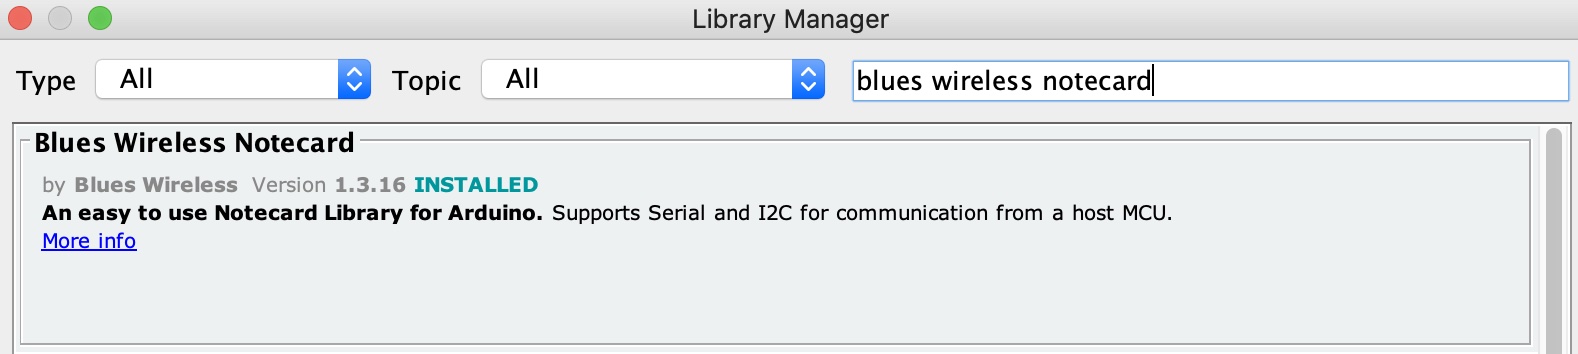 Library Manager
Type All Topic All blues wireless notecard
Blues Wireless Notecard
by Blues Wireless Version 1.3.16 INSTALLED
An easy to use Notecard Library for Arduino. Supports Serial and I2C for communication from a host MCU.
More info